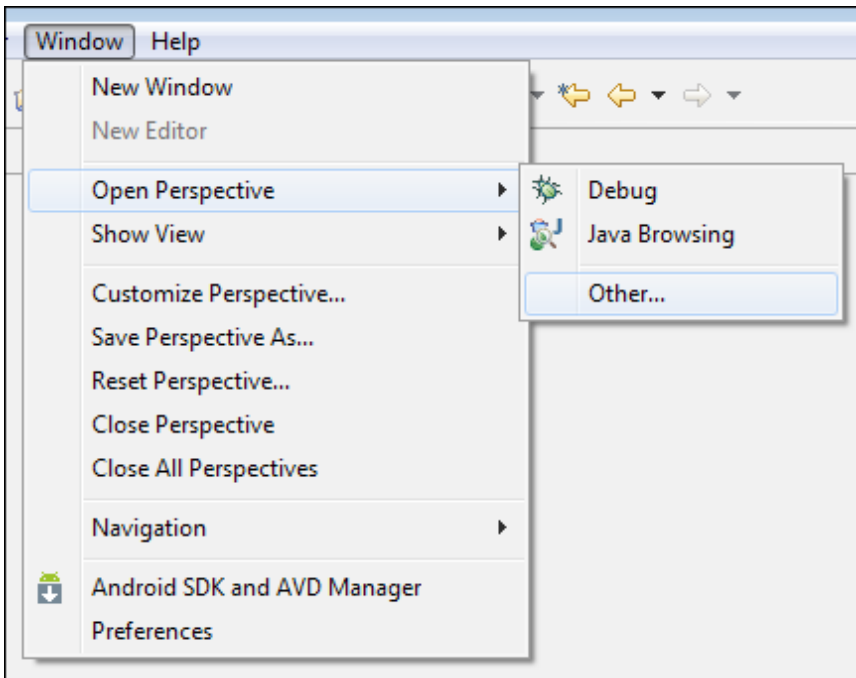 Window Help
New Window
New Editor
Open Perspective
Debug
Show View
Java Browsing
Customize Perspective...
Other...
Save Perspective As...
Reset Perspective...
Close Perspective
Close All Perspectives
Navigation
Android SDK and AVD Manager
Preferences